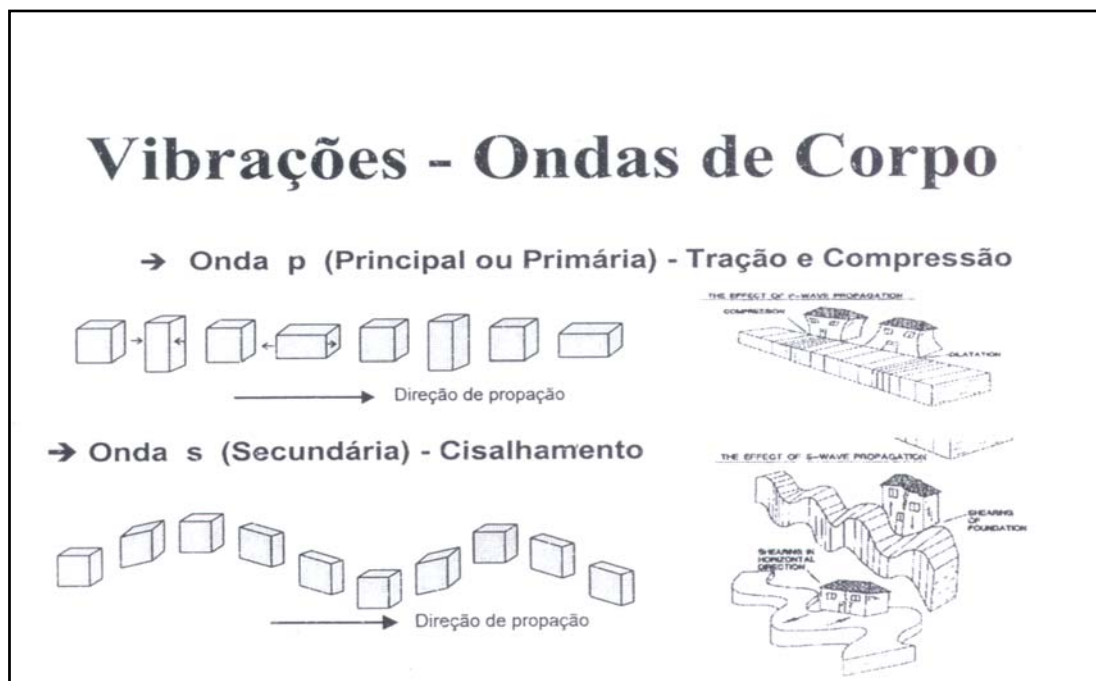 Vibrações - Ondas de Corpo
→ Onda p (Principal ou Primária) - Tração e Compressão
THE EFFECT OF P-WAVE PROPAGATION
COMPRESSION
DILATATION
Direção de propação
→ Onda s (Secundária) - Cisalhamento
THE EFFECT OF S-WAVE PROPAGATION
SHEARING
OF
FOUNDATION
SHEARING IN
HORIZONTAL
DIRECTION
Direção de propação